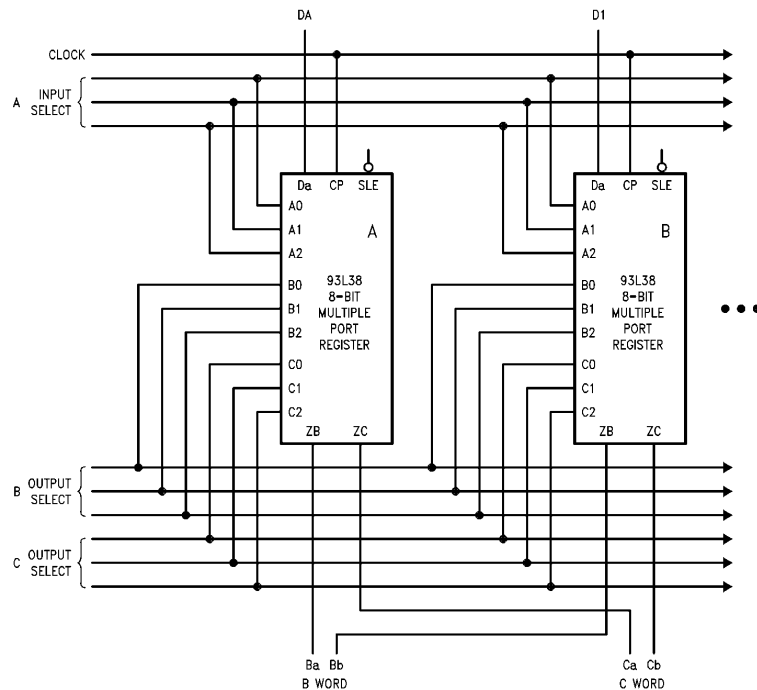 DA D1
CLOCK
A INPUT SELECT
Da CP SLE Da CP SLE
A0 A0
A1 A B A1
A2 A2
93L38 93L38
B0 8-BIT B0 8-BIT
B1 MULTIPLE B1 MULTIPLE
B2 PORT B2 PORT
REGISTER REGISTER
C0 C0
C1 C1
C2 C2
ZB ZC ZB ZC
B OUTPUT SELECT
C OUTPUT SELECT
Ba Bb Ca Cb
B WORD C WORD